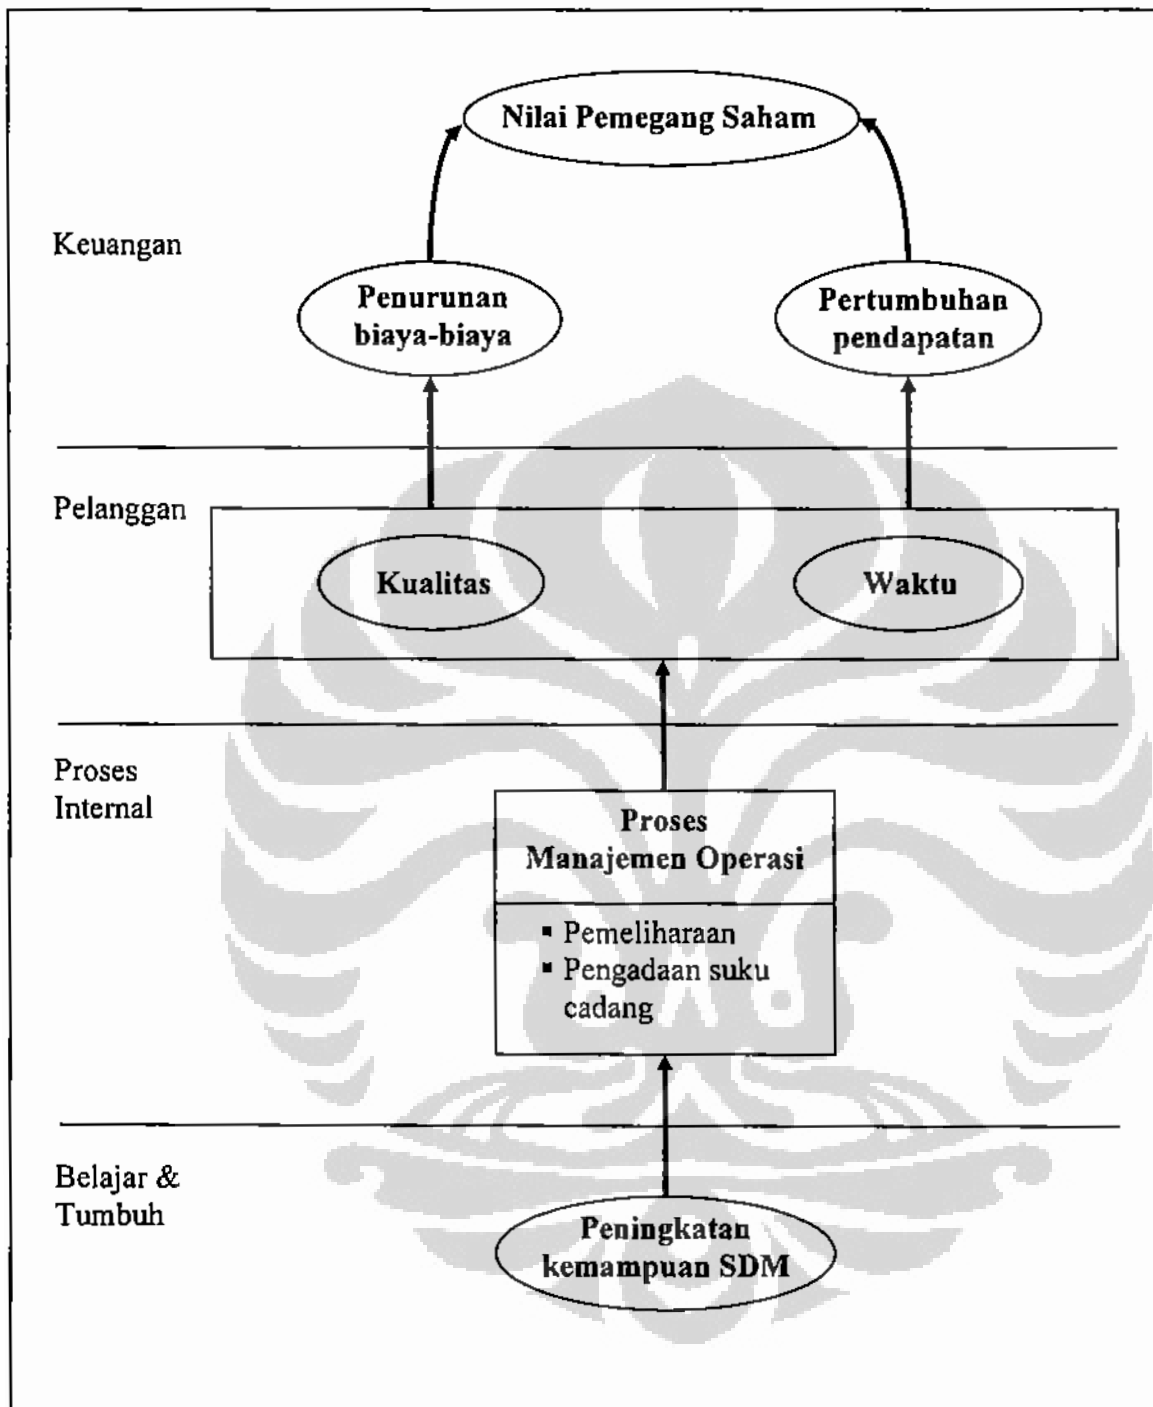 Nilai Pemegang Saham
Keuangan
Penurunan
biaya-biaya
Pertumbuhan
pendapatan
Pelanggan
Kualitas
Waktu
Proses
Internal
Proses
Manajemen Operasi
▪ Pemeliharaan
▪ Pengadaan suku
cadang
Belajar &
Tumbuh
Peningkatan
kemampuan SDM